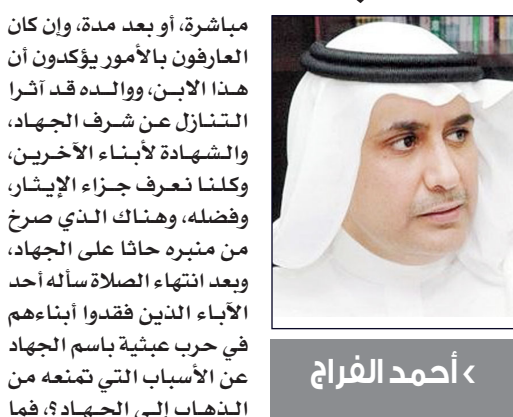 مباشرة، أو بعد مدة، وإن كان
العارفون بالأمور يؤكدون أن
هذا الابن، ووالده قد آثرا
التنازل عن شرف الجهاد،
والشهادة لأبناء الآخرين،
وكلنا نعرف جزاء الإيثار،
وفضله، وهناك الذي صرخ
من منبره حاثا على الجهاد،
وبعد انتهاء الصلاة سأله أحد
الآباء الذين فقدوا أبناءهم
في حرب عبثية باسم الجهاد
عن الأسباب التي تمنعه من
الذهاب إلى الجهاد؟، فما
› أحمد الفراج